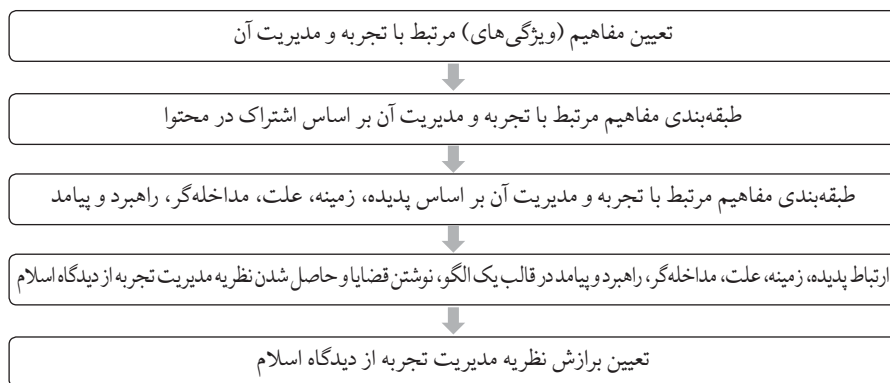 تعیین مفاهیم (ویژگی‌های) مرتبط با تجربه و مدیریت آن
طبقه‌بندی مفاهیم مرتبط با تجربه و مدیریت آن بر اساس اشتراک در محتوا
طبقه‌بندی مفاهیم مرتبط با تجربه و مدیریت آن بر اساس پدیده، زمینه، علت، مداخله‌گر، راهبرد و پیامد
ارتباط پدیده، زمینه، علت، مداخله‌گر، راهبرد و پیامد در قالب یک الگو، نوشتن قضایا و حاصل شدن نظریه مدیریت تجربه از دیدگاه اسلام
تعیین برازش نظریه مدیریت تجربه از دیدگاه اسلام